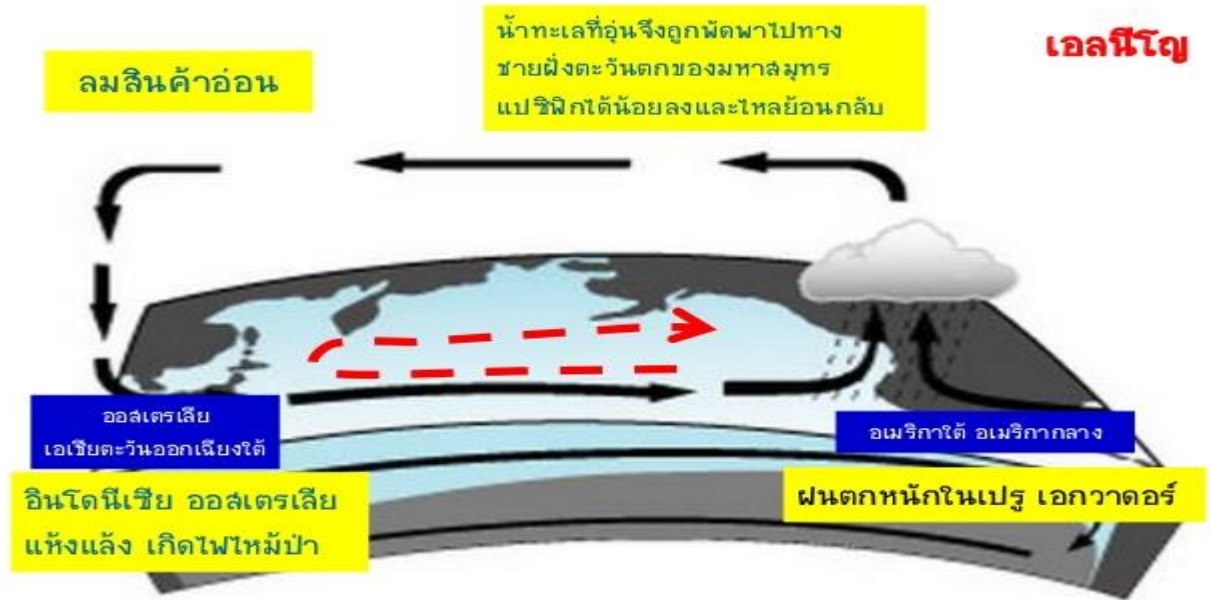 เอลนีโญ
ลมสินค้าอ่อน
น้ำทะเลที่อุ่นจึงถูกพัดพาไปทาง
ชายฝั่งตะวันตกของมหาสมุทร
แปซิฟิกได้น้อยลงและไหลย้อนกลับ
ออสเตรเลีย
เอเชียตะวันออกเฉียงใต้
อินโดนีเซีย ออสเตรเลีย
แห้งแล้ง เกิดไฟไหม้ป่า
อเมริกาใต้ อเมริกากลาง
ฝนตกหนักในเปรู เอกวาดอร์